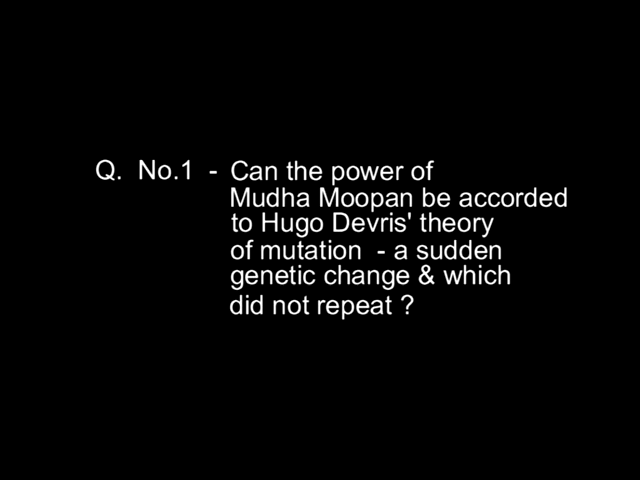 Q. No.1 - Can the power of
Mudha Moopan be accorded
to Hugo Devris' theory
of mutation - a sudden
genetic change & which
did not repeat ?